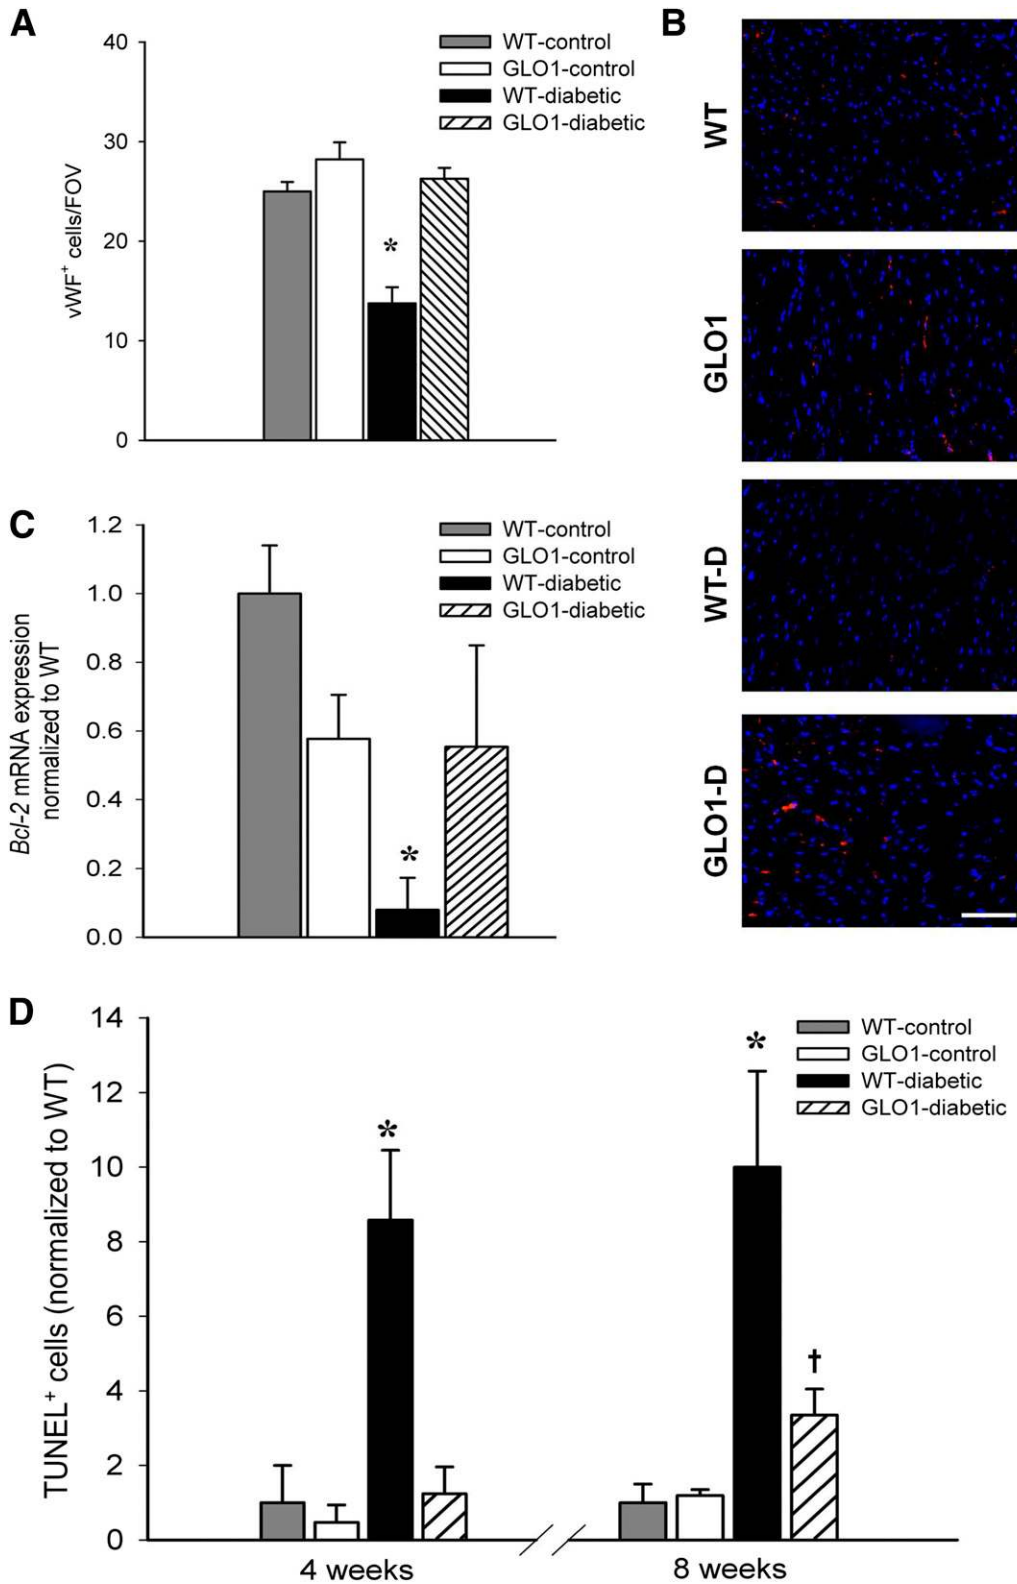 A
40
30
20
10
0
vWF⁺ cells/FOV
WT-control
GLO1-control
WT-diabetic
GLO1-diabetic
*
B
WT
GLO1
WT-D
GLO1-D
C
1.2
1.0
0.8
0.6
0.4
0.2
0.0
Bcl-2 mRNA expression
normalized to WT
WT-control
GLO1-control
WT-diabetic
GLO1-diabetic
*
D
14
12
10
8
6
4
2
0
TUNEL⁺ cells (normalized to WT)
WT-control
GLO1-control
WT-diabetic
GLO1-diabetic
*
*
†
4 weeks
8 weeks